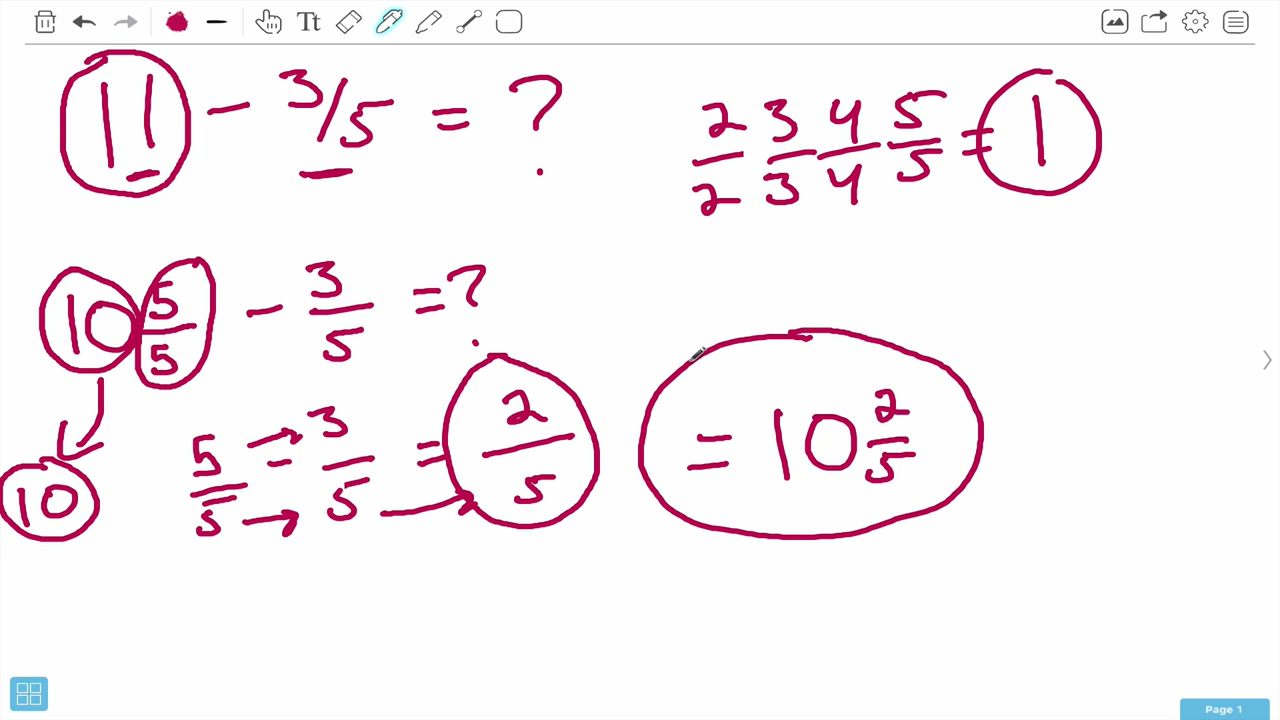 Tt
11 - 3/5 = ?
2/2 3/3 4/4 5/5 = 1
10 5/5 - 3/5 = ?
5/5 - 3/5 = 2/5
= 10 2/5
10
Page 1